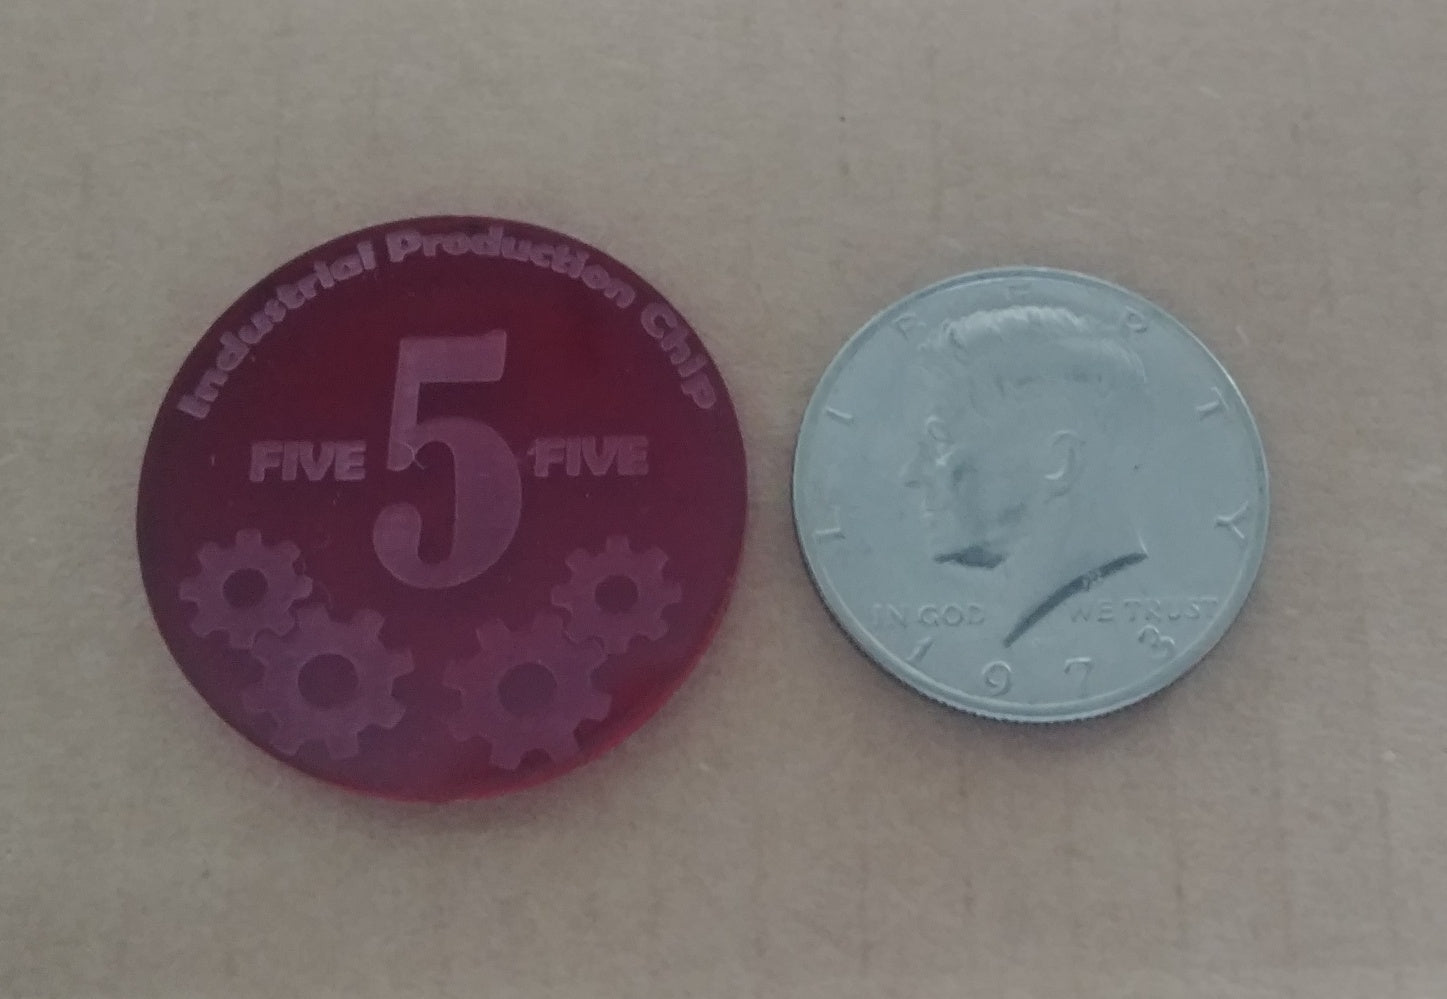 Industrial Production Chip
5
FIVE FIVE
LIBERTY
IN GOD WE TRUST
1973